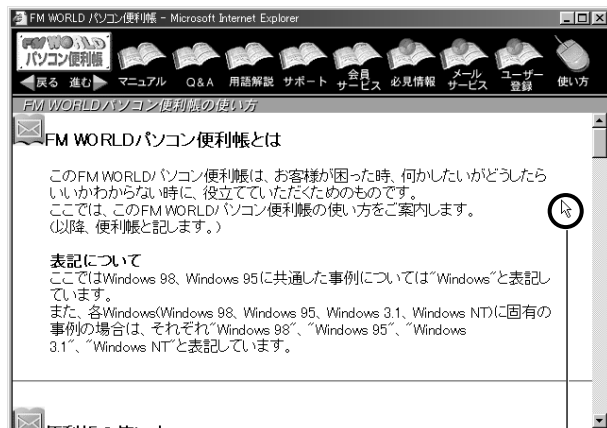 FM WORLD パソコン便利帳 - Microsoft Internet Explorer
FM WORLD
パソコン便利帳
戻る 進む マニュアル Q&A 用語解説 サポート 会員サービス 必見情報 メールサービス ユーザー登録 使い方
FM WORLDパソコン便利帳の使い方
FM WORLDパソコン便利帳とは
このFM WORLDパソコン便利帳は、お客様が困った時、何かしたいがどうしたら
いいかわからない時に、役立てていただくためのものです。
ここでは、このFM WORLDパソコン便利帳の使い方をご案内します。
(以降、便利帳と記します。)
表記について
ここではWindows 98、Windows 95に共通した事例については"Windows"と表記し
ています。
また、各Windows(Windows 98、Windows 95、Windows 3.1、Windows NT)に固有の
事例の場合は、それぞれ"Windows 98"、"Windows 95"、"Windows
3.1"、"Windows NT"と表記しています。